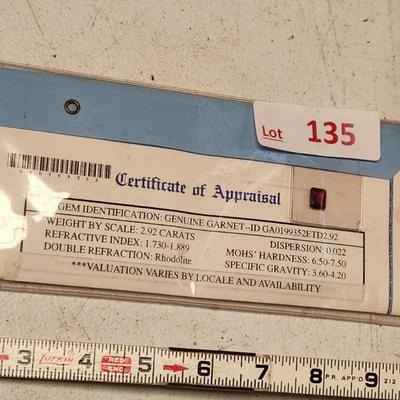 Lot 135
Certificate of Appraisal
GEM IDENTIFICATION: GENUINE GARNET--ID GA0199352ETD2.92
WEIGHT BY SCALE: 2.92 CARATS
REFRACTIVE INDEX: 1.730-1.889
DOUBLE REFRACTION: Rhodolite
DISPERSION: 0.022
MOHS' HARDNESS: 6.50-7.50
SPECIFIC GRAVITY: 3.60-4.20
***VALUATION VARIES BY LOCALE AND AVAILABILITY
3 LUFKIN 4 RED END 5 6 7 8 PAT. APP'D 9 212